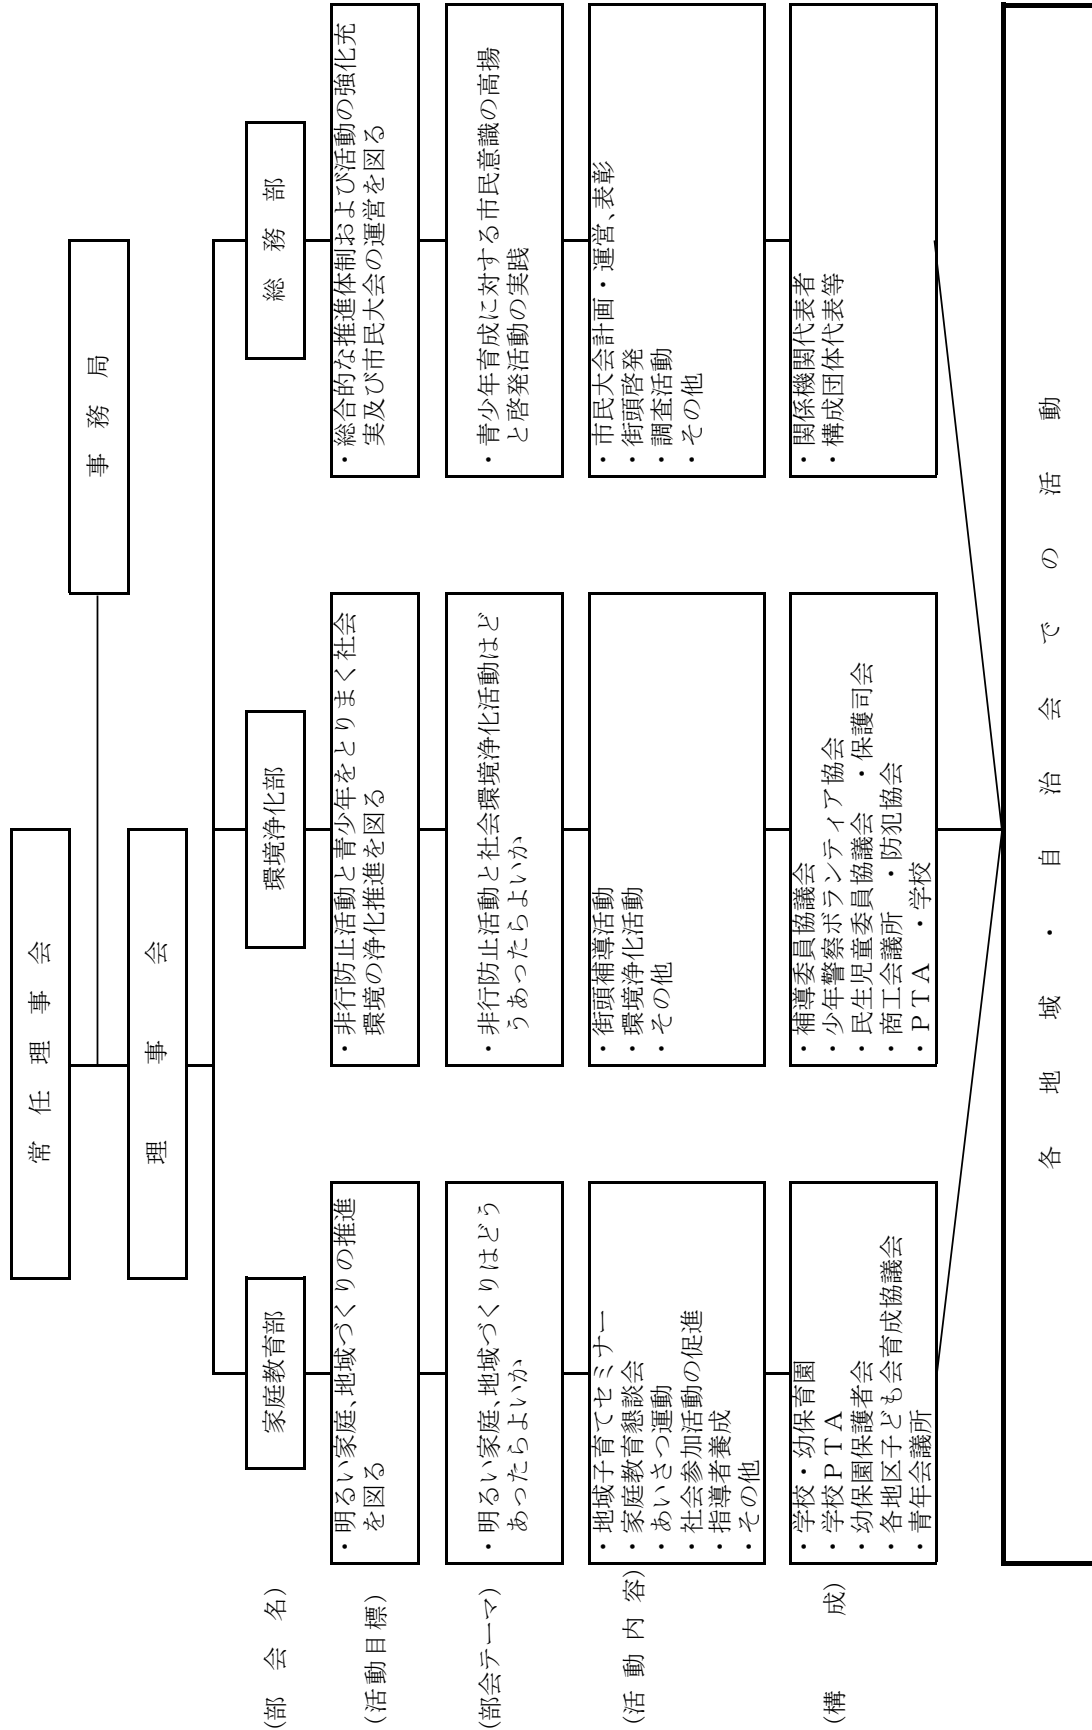 常任理事会
事務局
理事会
(部会名)
家庭教育部
環境浄化部
総務部
(活動目標)
・明るい家庭、地域づくりの推進
を図る
・非行防止活動と青少年をとりまく社会
環境の浄化推進を図る
・総合的な推進体制および活動の強化充
実及び市民大会の運営を図る
(部会テーマ)
・明るい家庭、地域づくりはどう
あったらよいか
・非行防止活動と社会環境浄化活動はど
うあったらよいか
・青少年育成に対する市民意識の高揚
と啓発活動の実践
(活動内容)
・地域子育てセミナー
・家庭教育懇談会
・あいさつ運動
・社会参加活動の促進
・指導者養成
・その他
・街頭補導活動
・環境浄化活動
・その他
・市民大会計画・運営、表彰
・街頭啓発
・調査活動
・その他
(構成)
・学校・幼保育園
・学校PTA
・幼保園保護者会
・各地区子ども会育成協議会
・青年会議所
・補導委員協議会
・少年警察ボランティア協会
・民生児童委員協議会 ・保護司会
・商工会議所 ・防犯協会
・PTA ・学校
・関係機関代表者
・構成団体代表等
各地域・自治会での活動